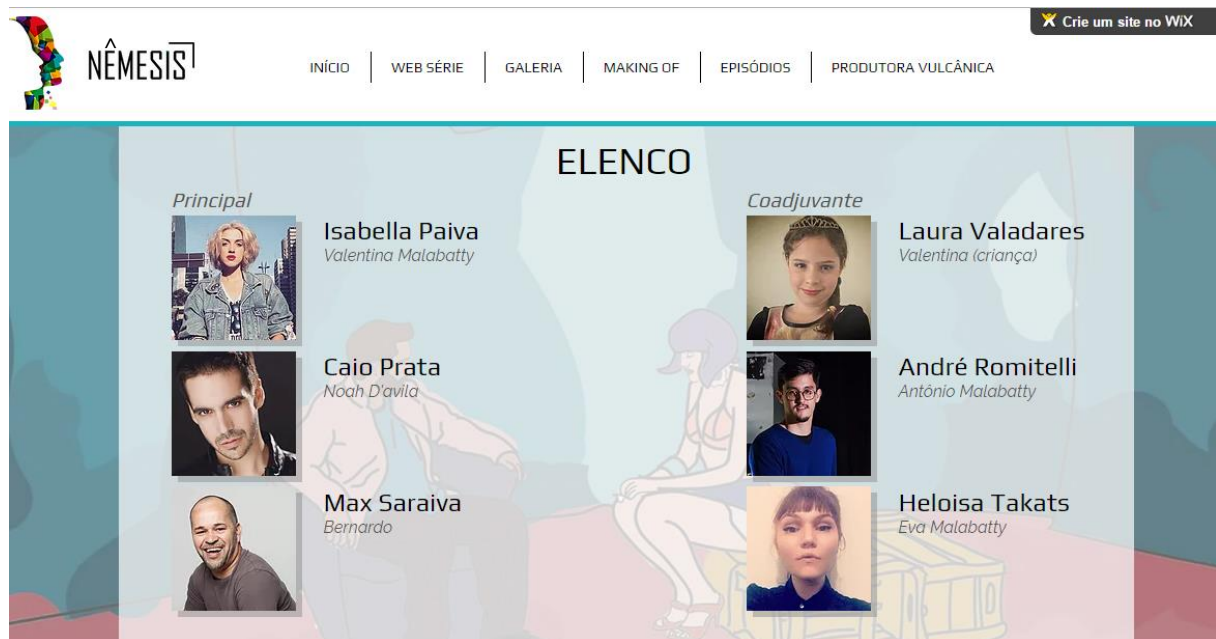 Crie um site no WiX
NÊMESIS
INÍCIO
WEB SÉRIE
GALERIA
MAKING OF
EPISÓDIOS
PRODUTORA VULCÂNICA
ELENCO
Principal
Isabella Paiva
Valentina Malabatty
Caio Prata
Noah D'avila
Max Saraiva
Bernardo
Coadjuvante
Laura Valadares
Valentina (criança)
André Romitelli
Antônio Malabatty
Heloisa Takats
Eva Malabatty